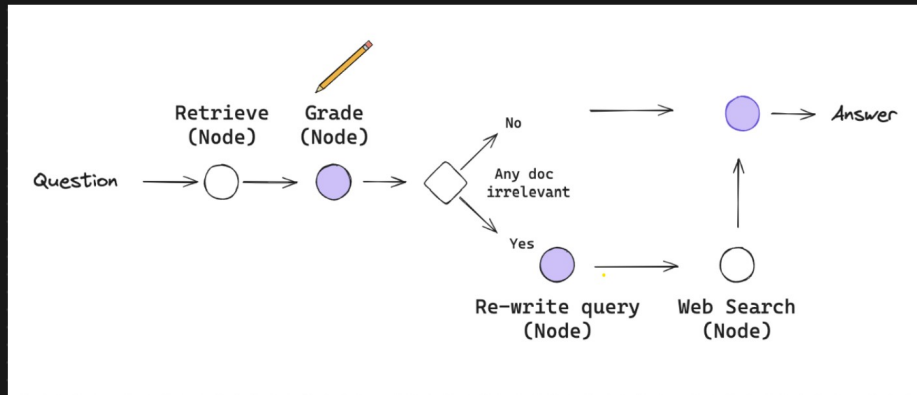 Retrieve
(Node)
Grade
(Node)
Question
No
Any doc
irrelevant
Yes
Answer
Re-write query
(Node)
Web Search
(Node)